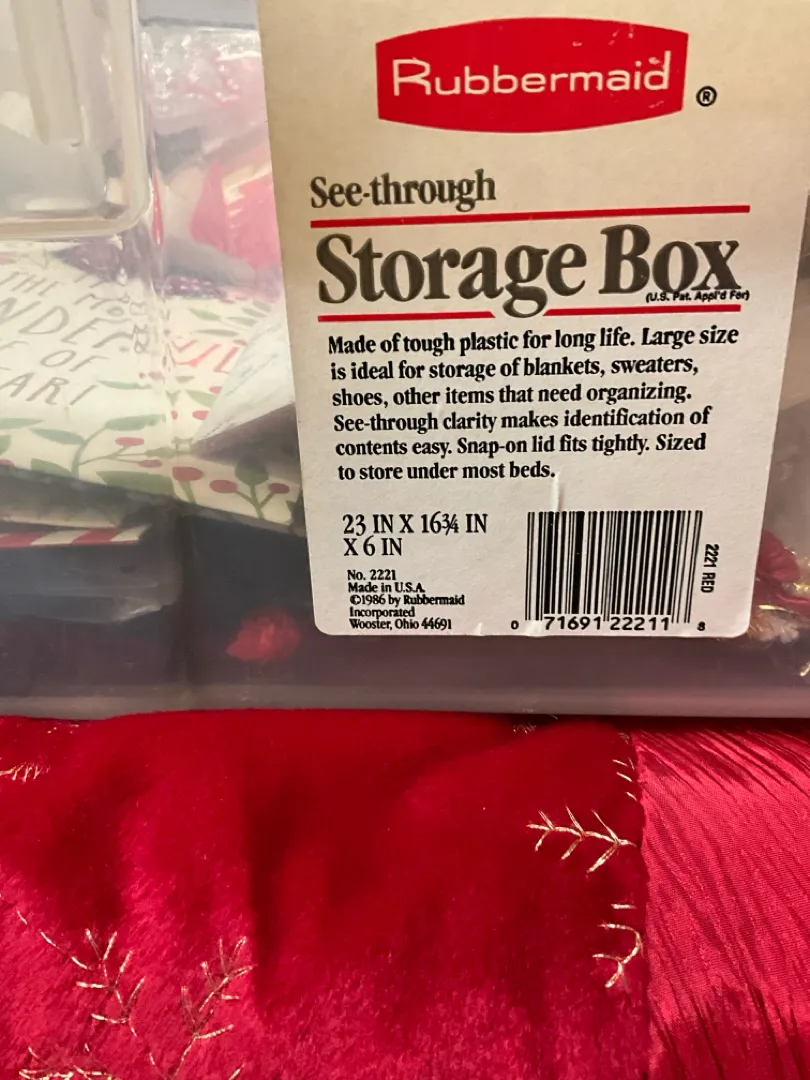 Rubbermaid ®
See-through
Storage Box
(U.S. Pat. Appl'd For)
Made of tough plastic for long life. Large size
is ideal for storage of blankets, sweaters,
shoes, other items that need organizing.
See-through clarity makes identification of
contents easy. Snap-on lid fits tightly. Sized
to store under most beds.
23 IN X 16¾ IN
X 6 IN
No. 2221
Made in U.S.A.
©1986 by Rubbermaid
Incorporated
Wooster, Ohio 44691
2221 RED
0 71691 22211 8
THE
OF